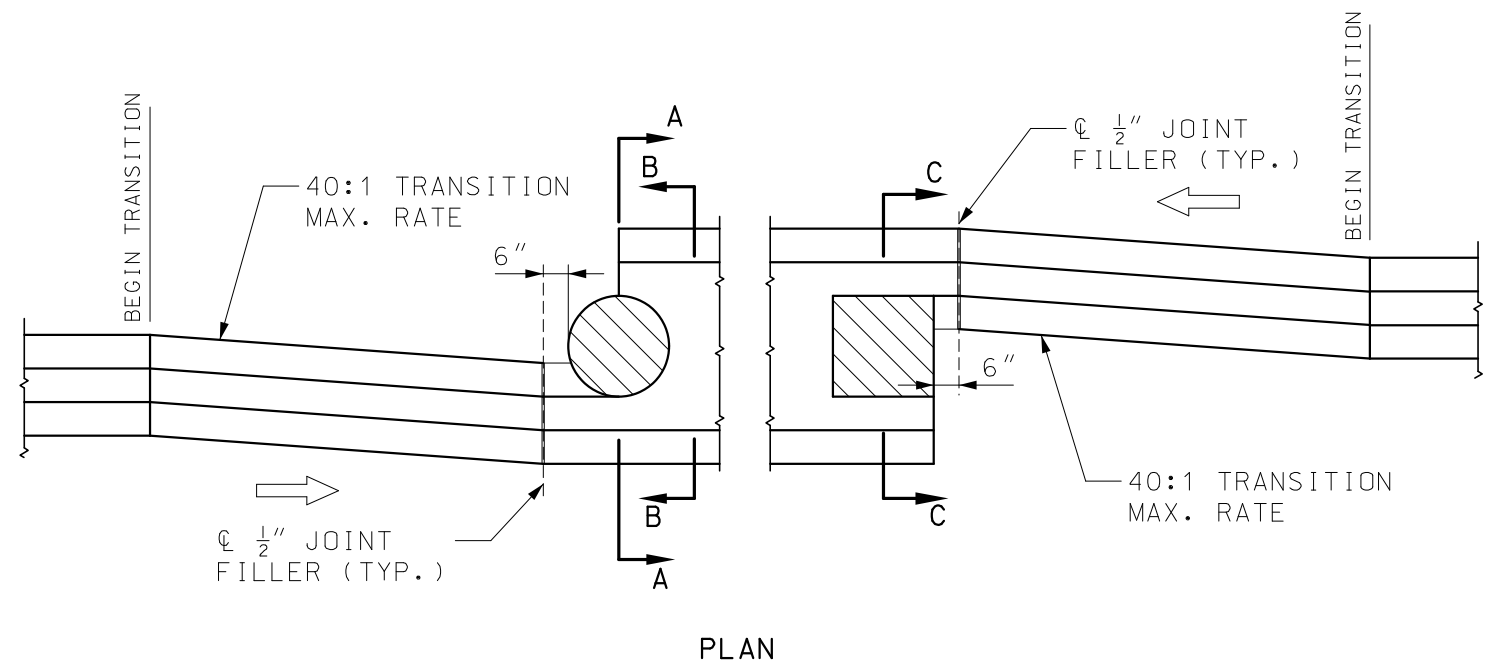 BEGIN TRANSITION
40:1 TRANSITION
MAX. RATE
6"
A
B
C
℄ 1/2" JOINT
FILLER (TYP.)
BEGIN TRANSITION
6"
40:1 TRANSITION
MAX. RATE
℄ 1/2" JOINT
FILLER (TYP.)
B
A
C
PLAN